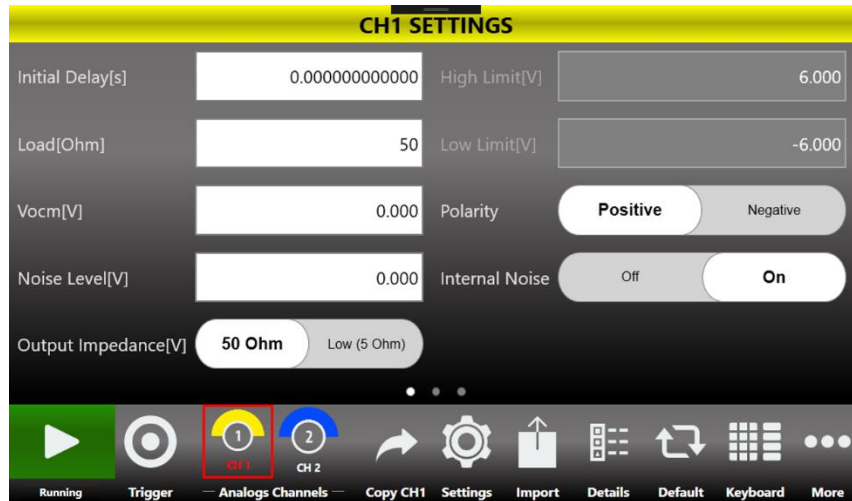 CH1 SETTINGS
Initial Delay[s] 0.000000000000 High Limit[V] 6.000
Load[Ohm] 50 Low Limit[V] -6.000
Vocm[V] 0.000 Polarity Positive Negative
Noise Level[V] 0.000 Internal Noise Off On
Output Impedance[V] 50 Ohm Low (5 Ohm)
1 2
CH 1 CH 2
Running Trigger Analogs Channels Copy CH1 Settings Import Details Default Keyboard More